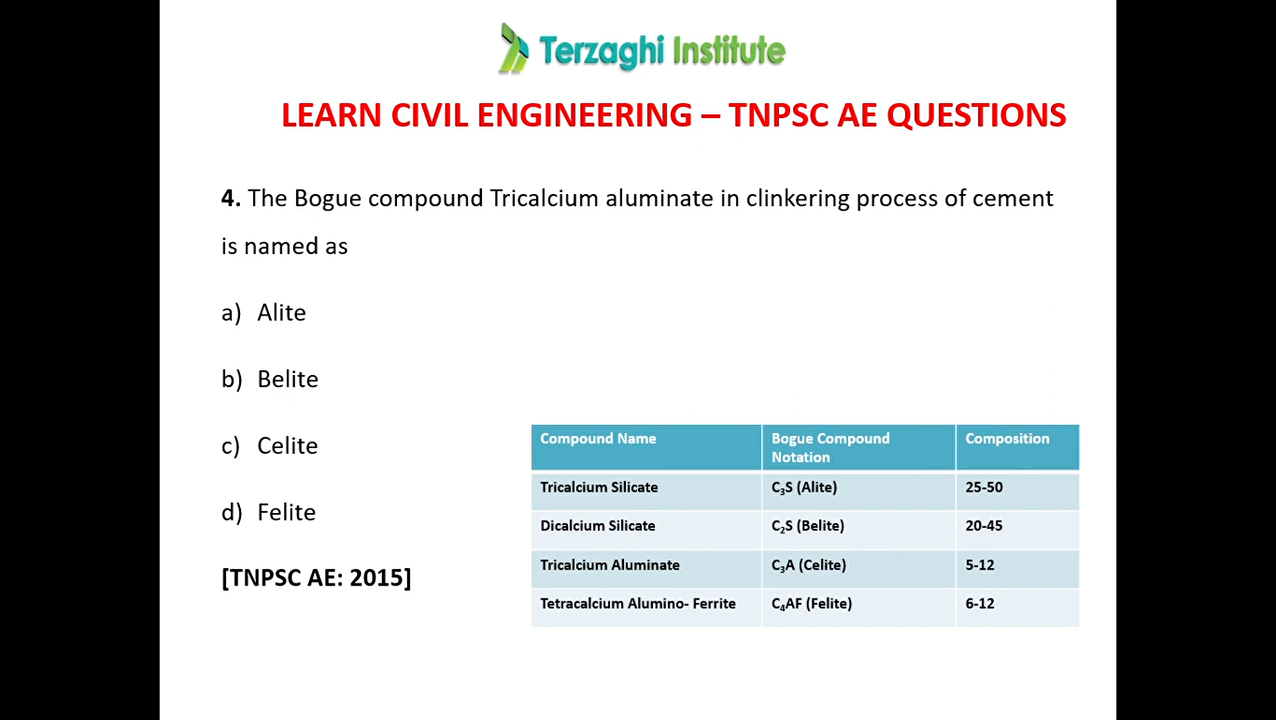 Terzaghi Institute
LEARN CIVIL ENGINEERING – TNPSC AE QUESTIONS
4. The Bogue compound Tricalcium aluminate in clinkering process of cement
is named as
a) Alite
b) Belite
c) Celite
d) Felite
[TNPSC AE: 2015]
Compound Name Bogue Compound Notation Composition
Tricalcium Silicate C₃S (Alite) 25-50
Dicalcium Silicate C₂S (Belite) 20-45
Tricalcium Aluminate C₃A (Celite) 5-12
Tetracalcium Alumino- Ferrite C₄AF (Felite) 6-12